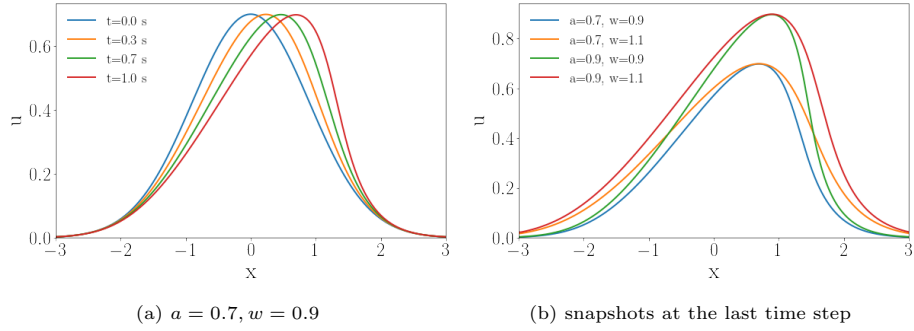 0.6
0.4
0.2
0.0
u
t=0.0 s
t=0.3 s
t=0.7 s
t=1.0 s
−3 −2 −1 0 1 2 3
x
(a) a = 0.7, w = 0.9
0.8
0.6
0.4
0.2
0.0
u
a=0.7, w=0.9
a=0.7, w=1.1
a=0.9, w=0.9
a=0.9, w=1.1
−3 −2 −1 0 1 2 3
x
(b) snapshots at the last time step